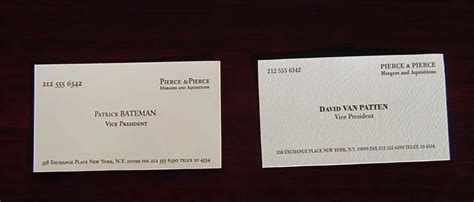 212 555 6342
PIERCE & PIERCE
MERGERS AND AQUISITIONS
PATRICK BATEMAN
VICE PRESIDENT
358 EXCHANGE PLACE NEW YORK, N.Y. 10099 FAX 212 555 6390 TELEX 10 4534
212 555 6342
PIERCE & PIERCE
Mergers and Aquisitions
DAVID VAN PATTEN
Vice President
358 EXCHANGE PLACE NEW YORK, N.Y. 10099 FAX 212 555 6390 TELEX 10 4534